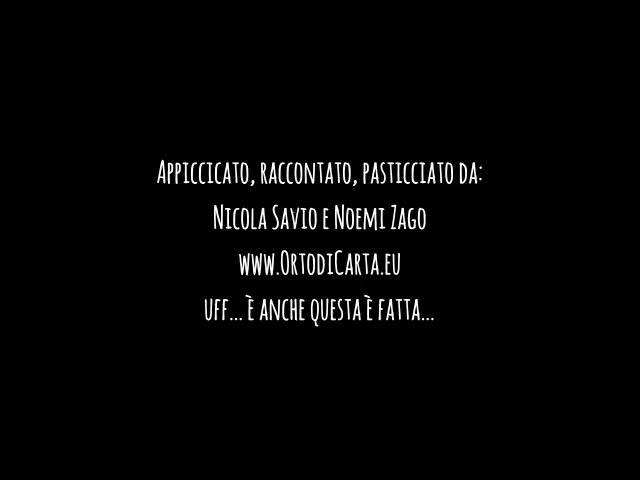 Appiccicato, raccontato, pasticciato da:
Nicola Savio e Noemi Zago
www.OrtodiCarta.eu
uff... è anche questa è fatta...